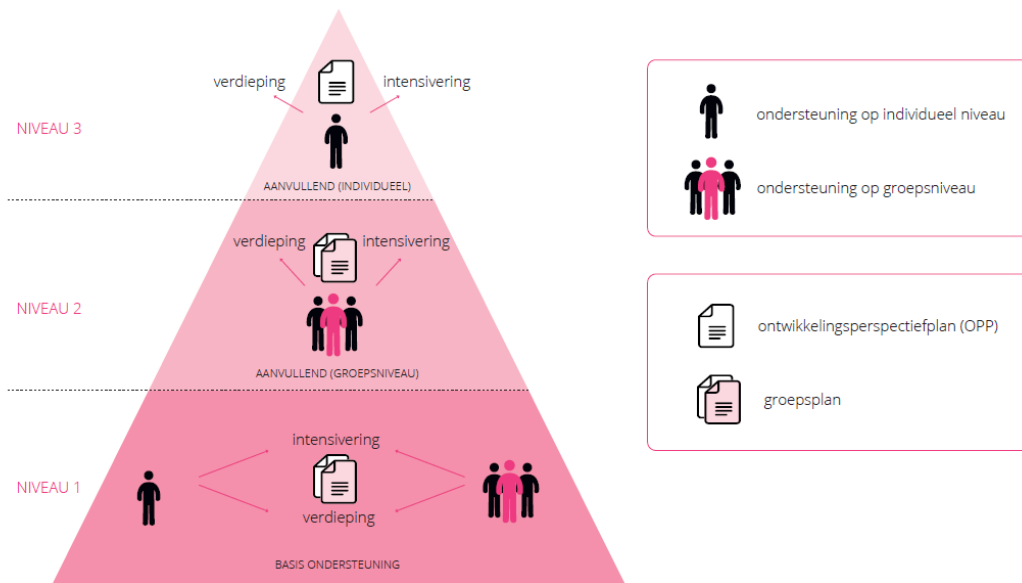 verdieping
intensivering
NIVEAU 3
AANVULLEND (INDIVIDUEEL)
verdieping
intensivering
NIVEAU 2
AANVULLEND (GROEPSNIVEAU)
intensivering
NIVEAU 1
verdieping
BASIS ONDERSTEUNING
ondersteuning op individueel niveau
ondersteuning op groepsniveau
ontwikkelingsperspectiefplan (OPP)
groepsplan